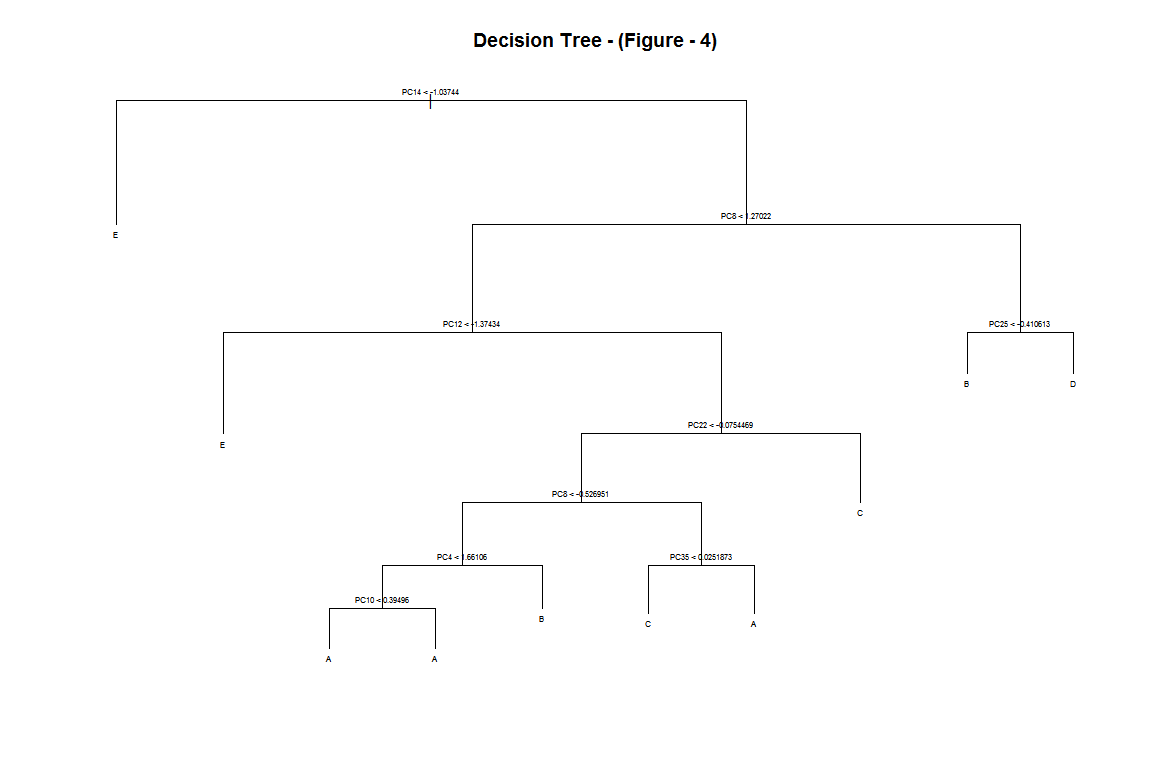 Decision Tree - (Figure - 4)
PC14 < -1.03744
PC8 < 1.27022
E
PC12 < -1.37434
PC25 < -0.410613
B
D
PC22 < -0.0754469
E
PC8 < -0.526951
C
PC4 < 1.66106
PC35 < 0.0251873
PC10 < 0.39496
B
C
A
A
A